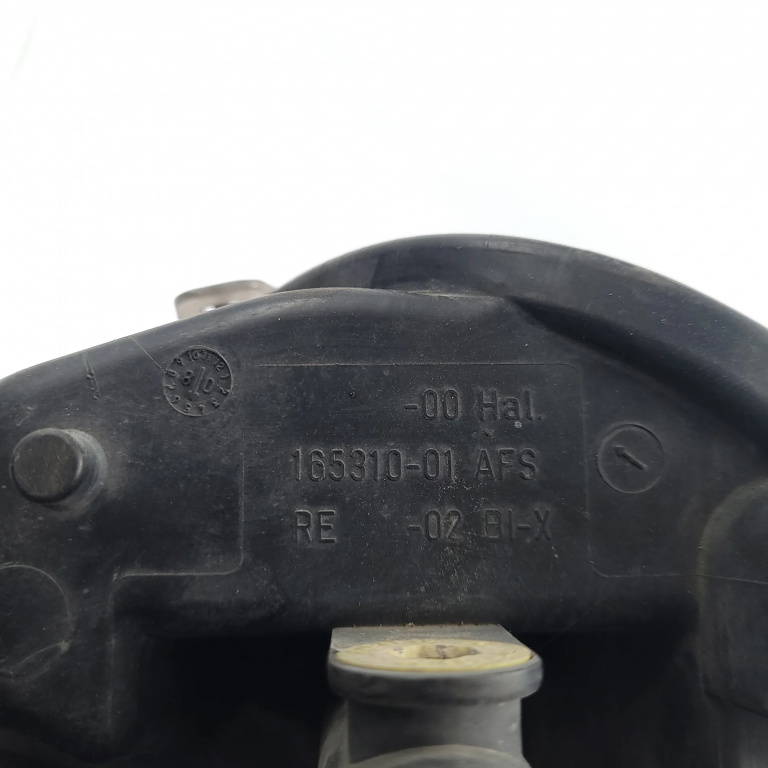 -00 Hal.
165310-01 AFS
RE -02 BI-X